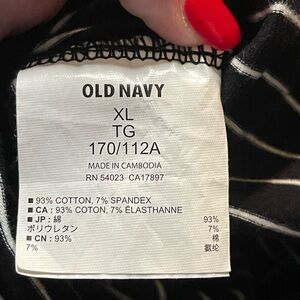 OLD NAVY
XL
TG
170/112A
MADE IN CAMBODIA
RN 54023 CA17897
■ 93% COTTON, 7% SPANDEX
■ CA : 93% COTON, 7% ÉLASTHANNE
■ JP : 綿 93%
ポリウレタン 7%
■ CN : 93% 棉
7% 氨纶